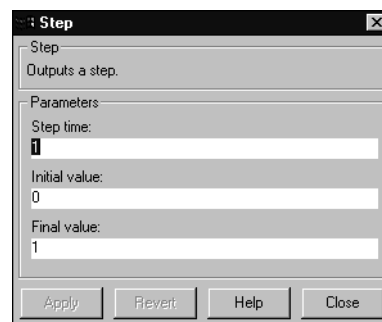 Step
Step
Outputs a step.
Parameters
Step time:
1
Initial value:
0
Final value:
1
Apply Revert Help Close